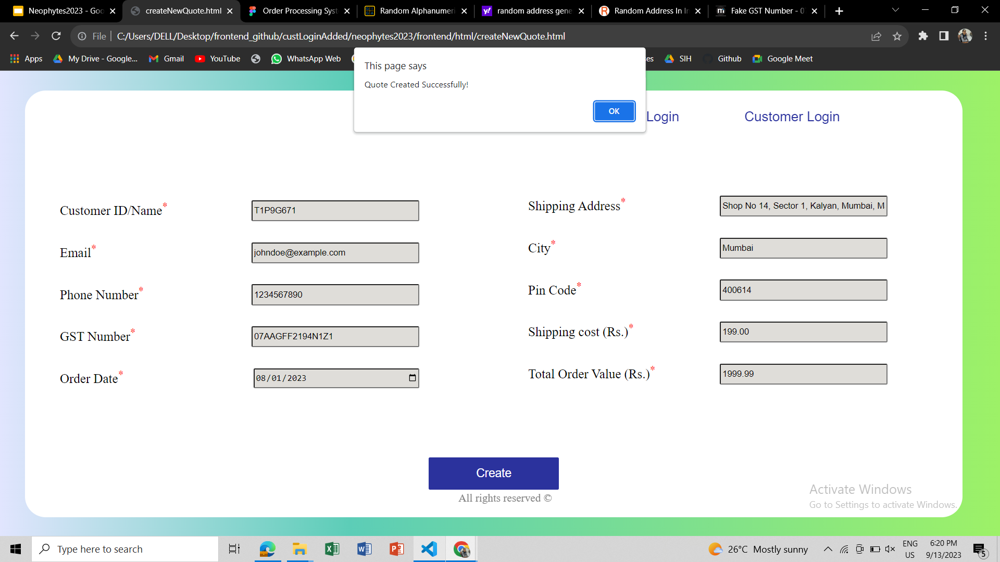 Neophytes2023 - Goo
createNewQuote.html
Order Processing Syst
Random Alphanumeri
random address gene
Random Address In In
Fake GST Number - 0
File
C:/Users/DELL/Desktop/frontend_github/custLoginAdded/neophytes2023/frontend/html/createNewQuote.html
Apps
My Drive - Google...
Gmail
YouTube
WhatsApp Web
es
SIH
Github
Google Meet
This page says
Quote Created Successfully!
OK
Login
Customer Login
Customer ID/Name*
T1P9G671
Email*
johndoe@example.com
Phone Number*
1234567890
GST Number*
07AAGFF2194N1Z1
Order Date*
08/01/2023
Shipping Address*
Shop No 14, Sector 1, Kalyan, Mumbai, M
City*
Mumbai
Pin Code*
400614
Shipping cost (Rs.)*
199.00
Total Order Value (Rs.)*
1999.99
Create
All rights reserved ©
Activate Windows
Go to Settings to activate Windows.
Type here to search
26°C Mostly sunny
ENG
US
6:20 PM
9/13/2023
5